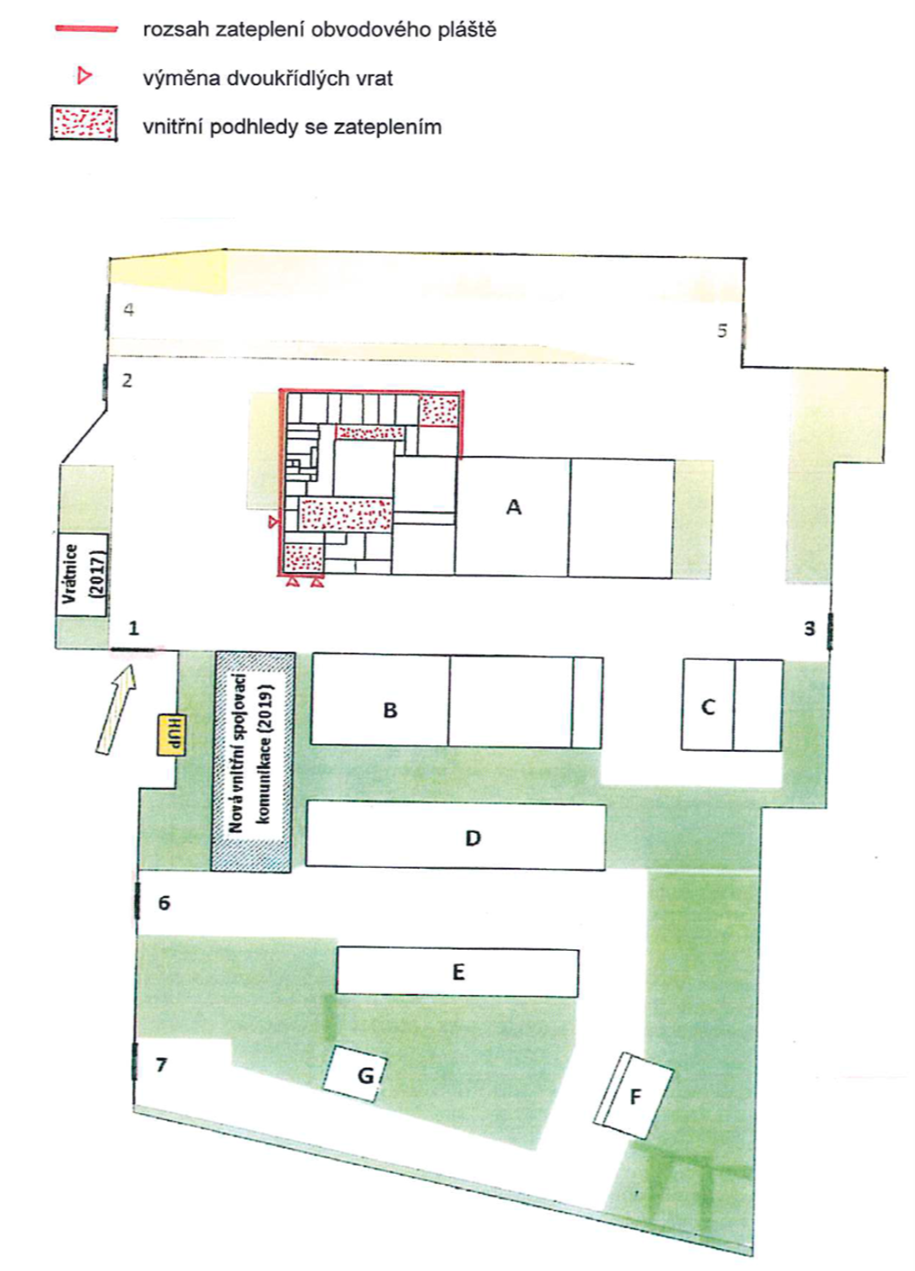 rozsah zateplení obvodového pláště
výměna dvoukřídlých vrat
vnitřní podhledy se zateplením
4
5
2
A
Vrátnice
(2017)
1
3
B
C
HUP
Nová vnitřní spojovací
komunikace (2019)
D
6
E
7
G
F